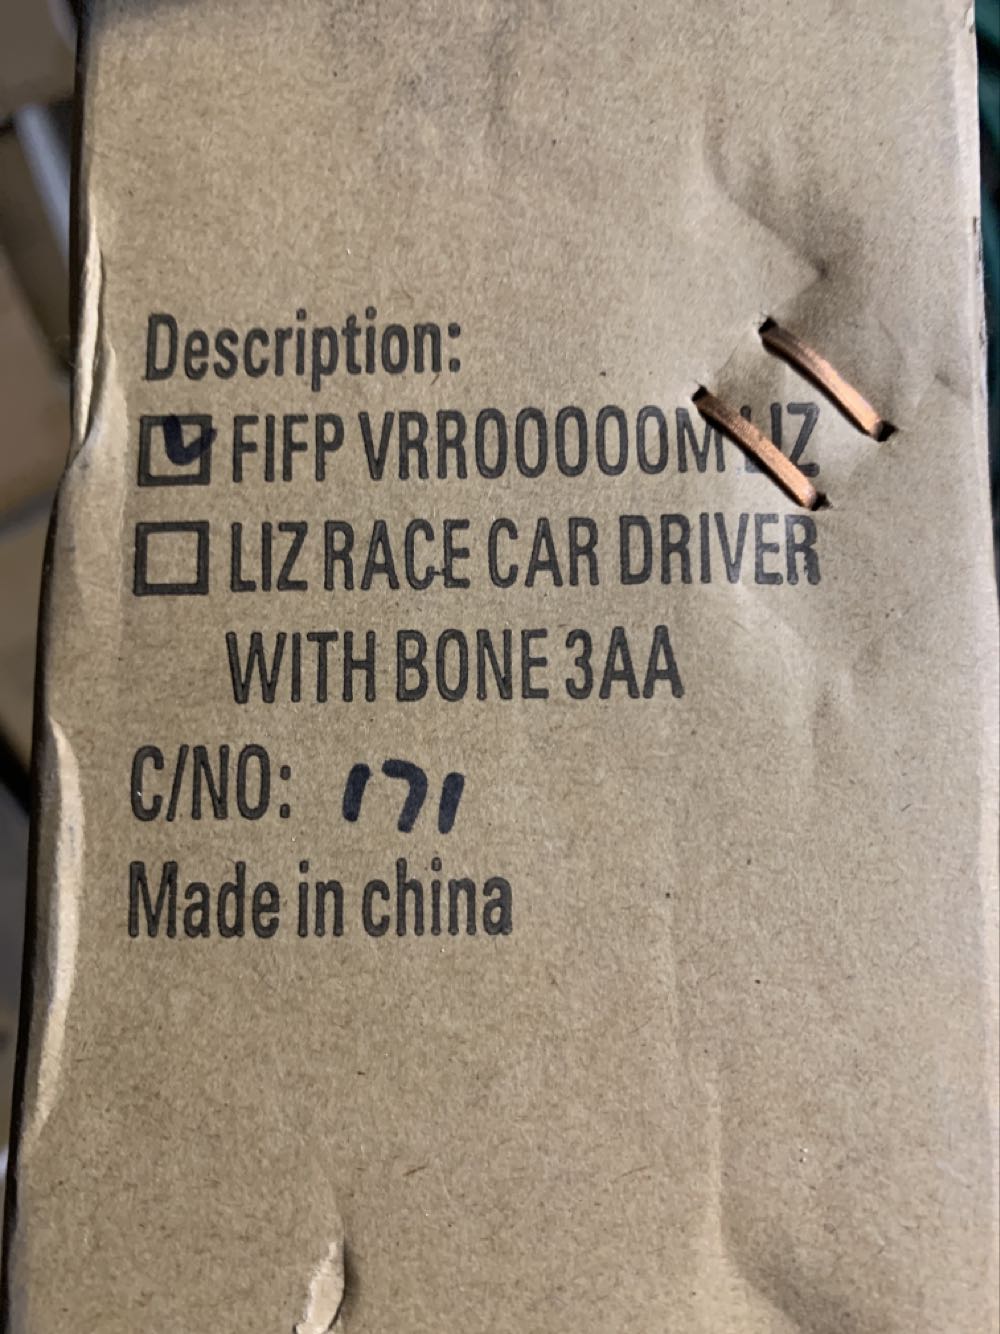 Description:
FIFP VRROOOOOM LIZ
LIZ RACE CAR DRIVER
WITH BONE 3AA
C/NO: 171
Made in china